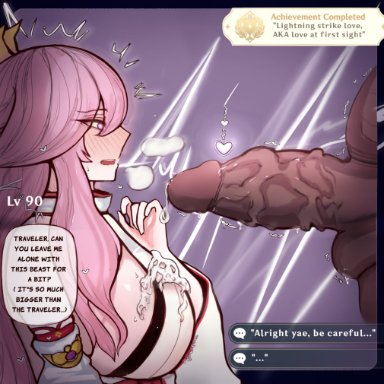 Achievement Completed
"Lightning strike love,
AKA love at first sight"
Lv 90
TRAVELER, CAN
YOU LEAVE ME
ALONE WITH
THIS BEAST FOR
A BIT?
( IT'S SO MUCH
BIGGER THAN
THE TRAVELER..)
"Alright yae, be careful..."
"..."